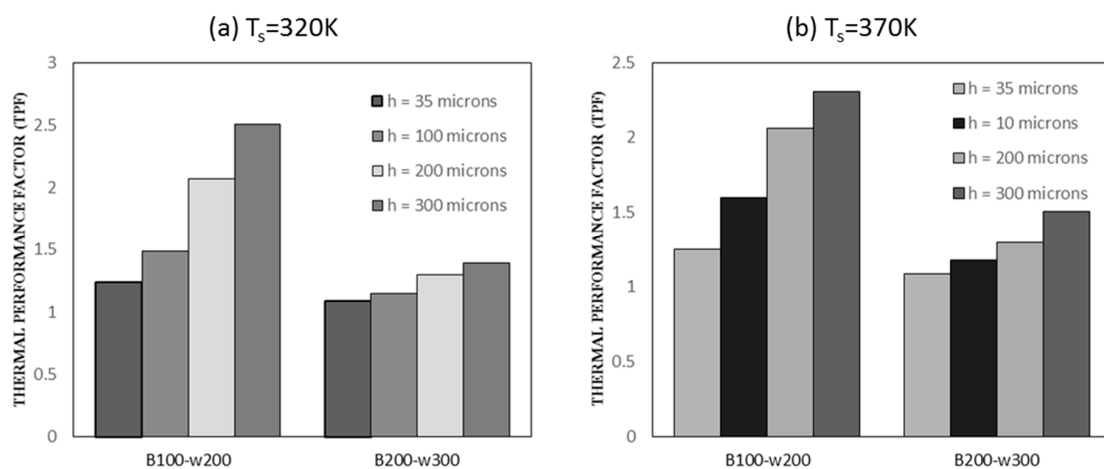 (a) Ts=320K
THERMAL PERFORMANCE FACTOR (TPF)
3
2.5
2
1.5
1
0.5
0
h = 35 microns
h = 100 microns
h = 200 microns
h = 300 microns
B100-w200 B200-w300
(b) Ts=370K
THERMAL PERFORMANCE FACTOR (TPF)
2.5
2
1.5
1
0.5
0
h = 35 microns
h = 10 microns
h = 200 microns
h = 300 microns
B100-w200 B200-w300